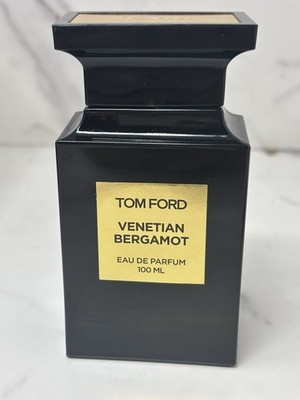 TOM FORD
VENETIAN
BERGAMOT
EAU DE PARFUM
100 ML